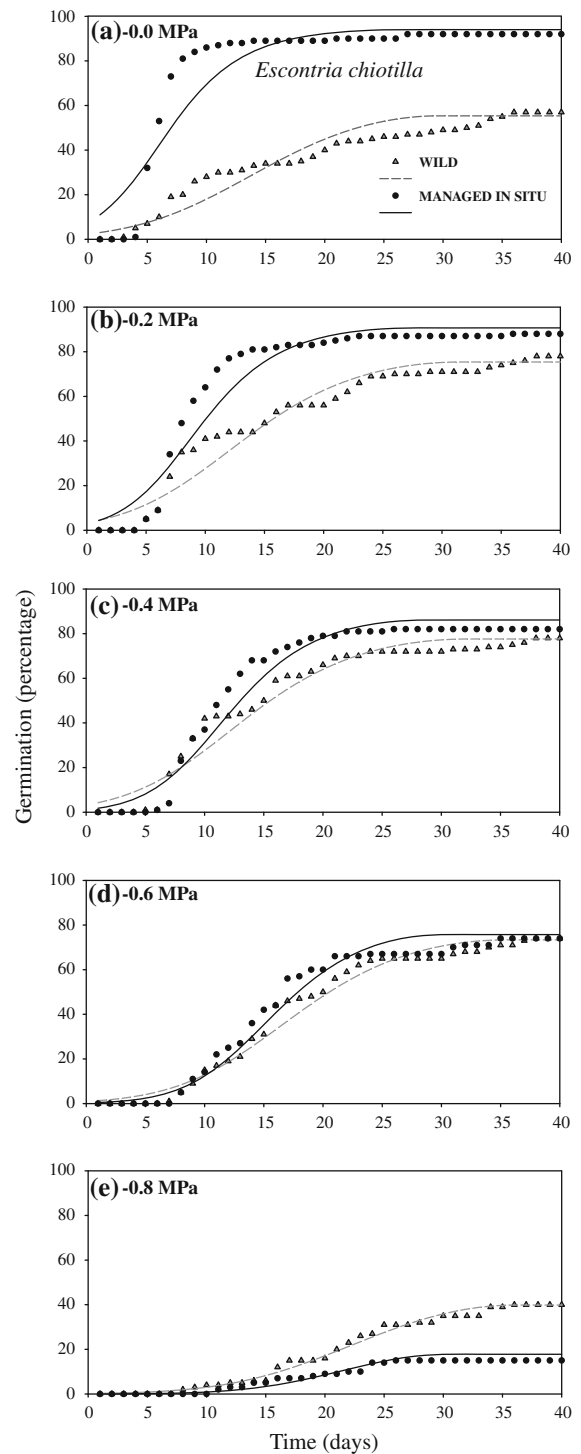 (a) -0.0 MPa
100
80
60
40
20
0
Escontria chiotilla
WILD
MANAGED IN SITU
0 5 10 15 20 25 30 35 40
(b) -0.2 MPa
100
80
60
40
20
0
0 5 10 15 20 25 30 35 40
(c) -0.4 MPa
100
80
60
40
20
0
0 5 10 15 20 25 30 35 40
Germination (percentage)
(d) -0.6 MPa
100
80
60
40
20
0
0 5 10 15 20 25 30 35 40
(e) -0.8 MPa
100
80
60
40
20
0
0 5 10 15 20 25 30 35 40
Time (days)